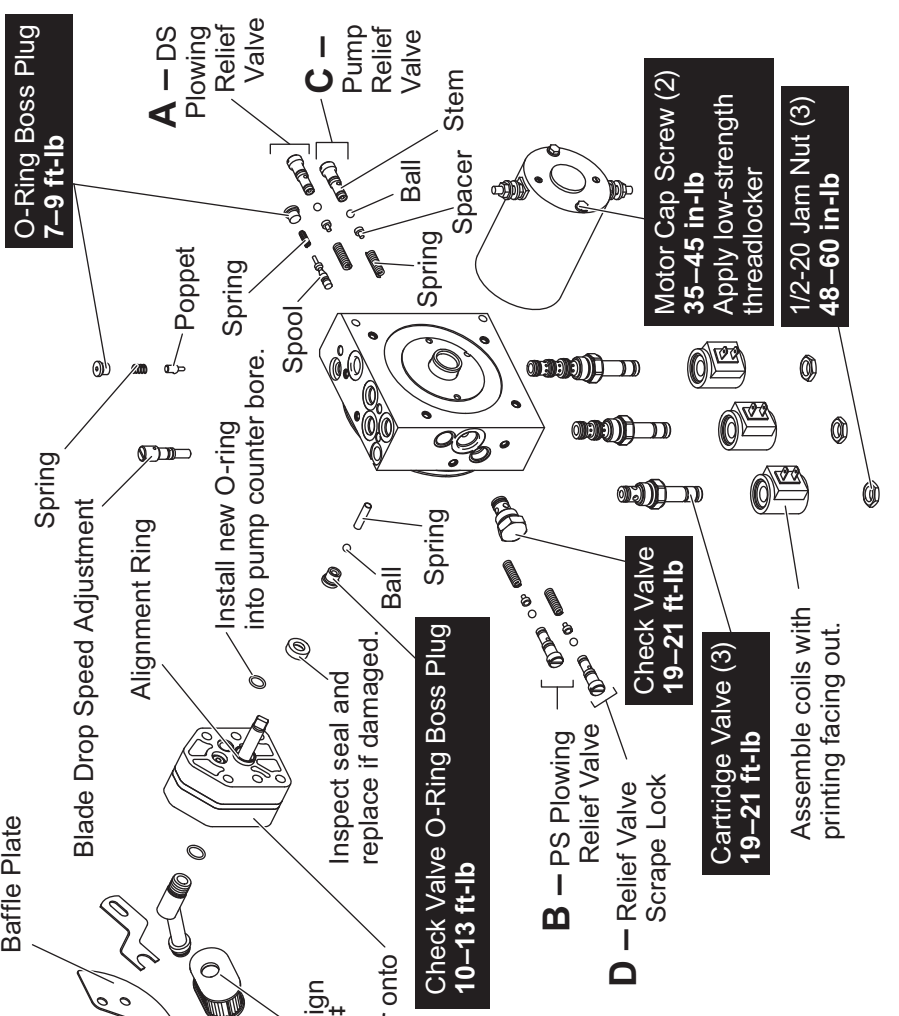 O-Ring Boss Plug
7–9 ft-lb
A – DS
Plowing
Relief
Valve
C –
Pump
Relief
Valve
Stem
Ball
Spacer
Spring
Spring
Spool
Poppet
Spring
Blade Drop Speed Adjustment
Alignment Ring
Install new O-ring
into pump counter bore.
Motor Cap Screw (2)
35–45 in-lb
Apply low-strength
threadlocker
1/2-20 Jam Nut (3)
48–60 in-lb
Spring
Ball
Inspect seal and
replace if damaged.
Check Valve O-Ring Boss Plug
10–13 ft-lb
Check Valve
19–21 ft-lb
Cartridge Valve (3)
19–21 ft-lb
Assemble coils with
printing facing out.
B – PS Plowing
Relief Valve
D – Relief Valve
Scrape Lock
Baffle Plate
onto